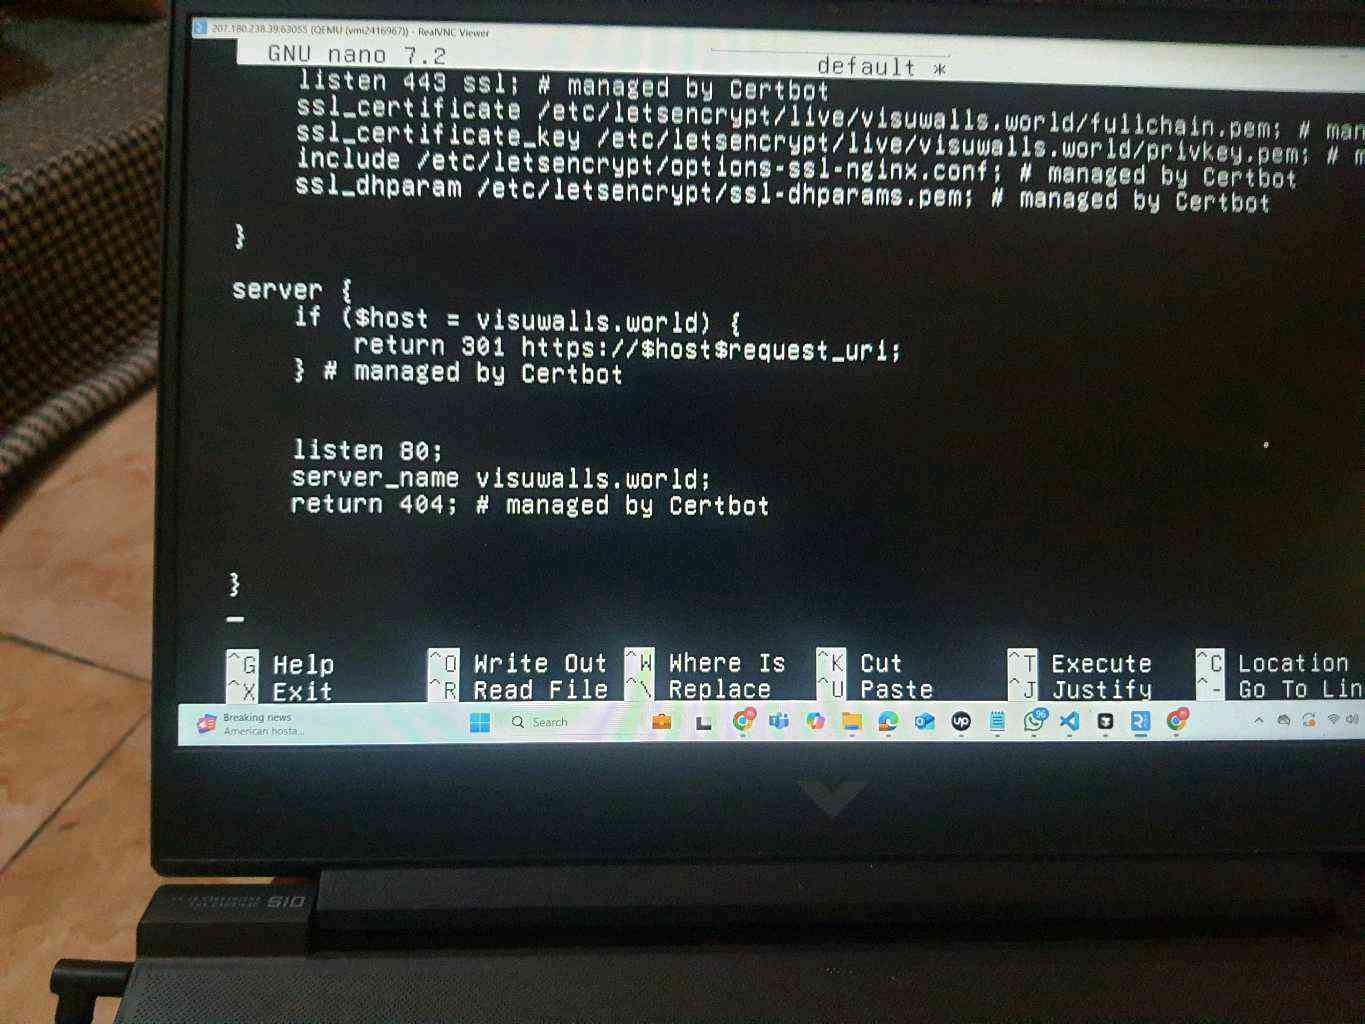 207.180.238.39:63055 (QEMU (vmi2416967)) - RealVNC Viewer
GNU nano 7.2 default *
listen 443 ssl; # managed by Certbot
ssl_certificate /etc/letsencrypt/live/visuwalls.world/fullchain.pem; # man
ssl_certificate_key /etc/letsencrypt/live/visuwalls.world/privkey.pem; # m
include /etc/letsencrypt/options-ssl-nginx.conf; # managed by Certbot
ssl_dhparam /etc/letsencrypt/ssl-dhparams.pem; # managed by Certbot
}
server {
if ($host = visuwalls.world) {
return 301 https://$host$request_uri;
} # managed by Certbot
listen 80;
server_name visuwalls.world;
return 404; # managed by Certbot
}
^G Help ^O Write Out ^W Where Is ^K Cut ^T Execute ^C Location
^X Exit ^R Read File ^\ Replace ^U Paste ^J Justify ^- Go To Lin
Breaking news
American hosta...
Search
up
96